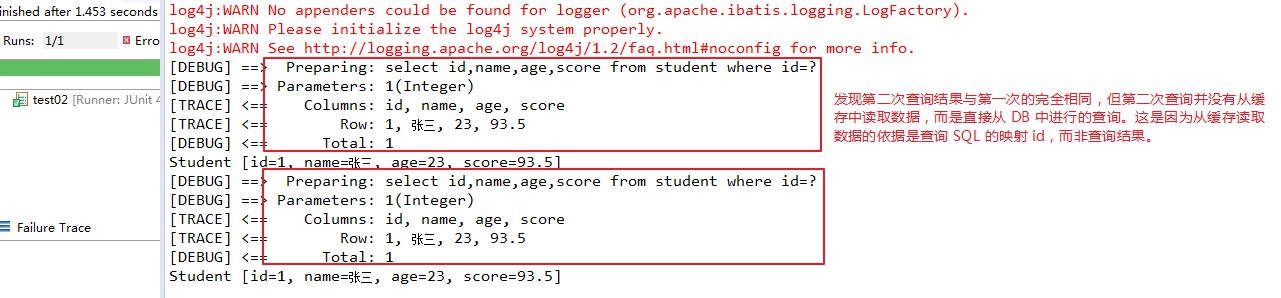 inished after 1.453 seconds
Runs: 1/1
Erro
test02 [Runner: JUnit 4
Failure Trace
log4j:WARN No appenders could be found for logger (org.apache.ibatis.logging.LogFactory).
log4j:WARN Please initialize the log4j system properly.
log4j:WARN See http://logging.apache.org/log4j/1.2/faq.html#noconfig for more info.
[DEBUG] ==>  Preparing: select id,name,age,score from student where id=?
[DEBUG] ==> Parameters: 1(Integer)
[TRACE] <==    Columns: id, name, age, score
[TRACE] <==        Row: 1, 张三, 23, 93.5
[DEBUG] <==      Total: 1
Student [id=1, name=张三, age=23, score=93.5]
[DEBUG] ==>  Preparing: select id,name,age,score from student where id=?
[DEBUG] ==> Parameters: 1(Integer)
[TRACE] <==    Columns: id, name, age, score
[TRACE] <==        Row: 1, 张三, 23, 93.5
[DEBUG] <==      Total: 1
Student [id=1, name=张三, age=23, score=93.5]
发现第二次查询结果与第一次的完全相同，但第二次查询并没有从缓
存中读取数据，而是直接从 DB 中进行的查询。这是因为从缓存读取
数据的依据是查询 SQL 的映射 id，而非查询结果。